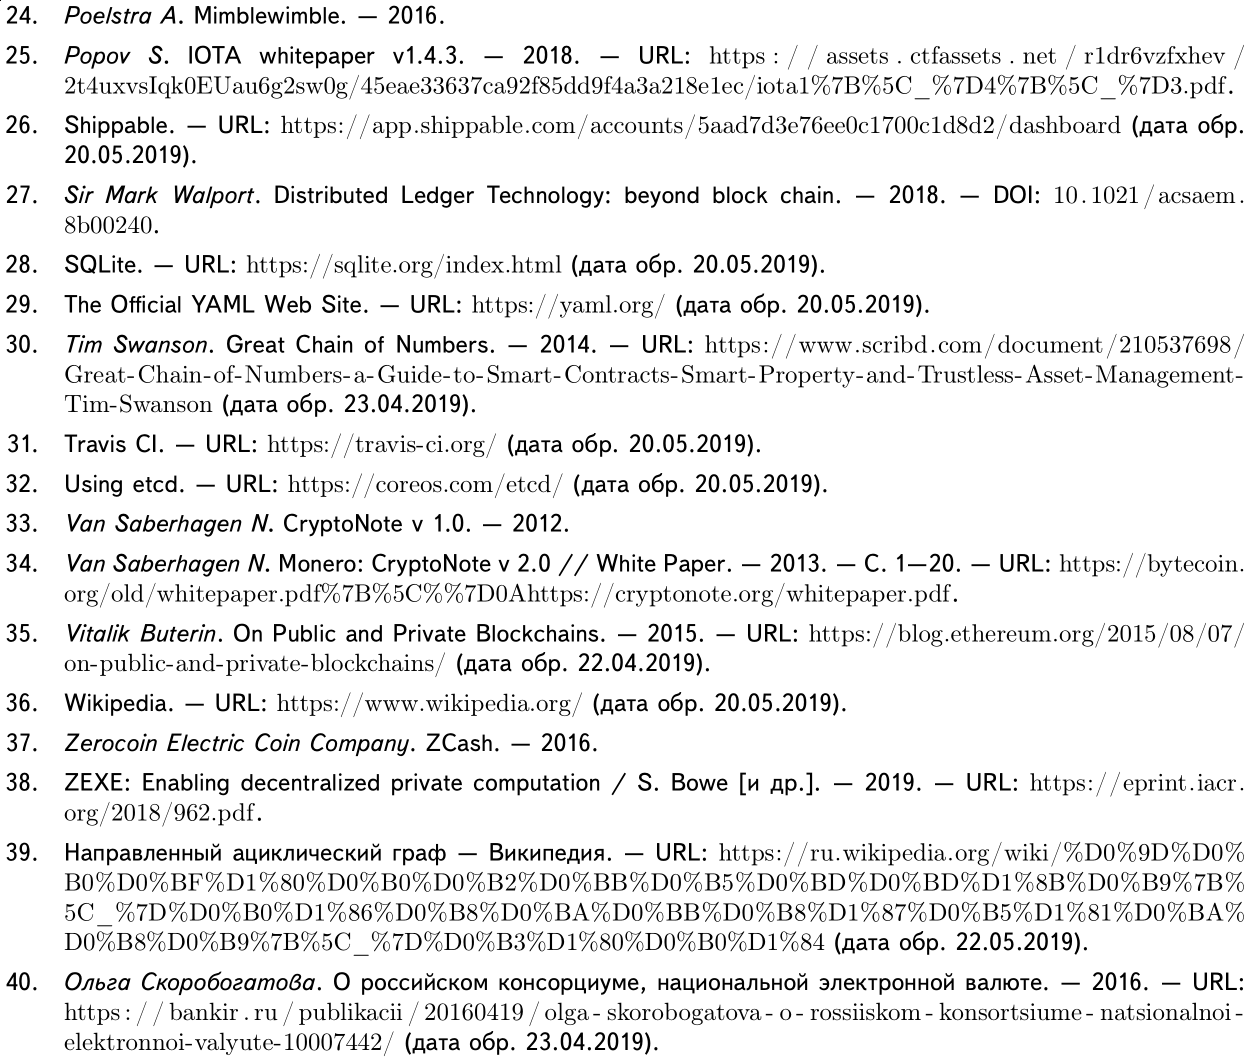 24. Poelstra A. Mimblewimble. — 2016.
25. Popov S. IOTA whitepaper v1.4.3. — 2018. — URL: https : / / assets . ctfassets . net / r1dr6vzfxhev /
2t4uxvsIqk0EUau6g2sw0g/45eae33637ca92f85dd9f4a3a218e1ec/iota1%7B%5C_%7D4%7B%5C_%7D3.pdf.
26. Shippable. — URL: https://app.shippable.com/accounts/5aad7d3e76ee0c1700c1d8d2/dashboard (дата обр.
20.05.2019).
27. Sir Mark Walport. Distributed Ledger Technology: beyond block chain. — 2018. — DOI: 10.1021/acsaem.
8b00240.
28. SQLite. — URL: https://sqlite.org/index.html (дата обр. 20.05.2019).
29. The Official YAML Web Site. — URL: https://yaml.org/ (дата обр. 20.05.2019).
30. Tim Swanson. Great Chain of Numbers. — 2014. — URL: https://www.scribd.com/document/210537698/
Great-Chain-of-Numbers-a-Guide-to-Smart-Contracts-Smart-Property-and-Trustless-Asset-Management-
Tim-Swanson (дата обр. 23.04.2019).
31. Travis CI. — URL: https://travis-ci.org/ (дата обр. 20.05.2019).
32. Using etcd. — URL: https://coreos.com/etcd/ (дата обр. 20.05.2019).
33. Van Saberhagen N. CryptoNote v 1.0. — 2012.
34. Van Saberhagen N. Monero: CryptoNote v 2.0 // White Paper. — 2013. — С. 1—20. — URL: https://bytecoin.
org/old/whitepaper.pdf%7B%5C%%7D0Ahttps://cryptonote.org/whitepaper.pdf.
35. Vitalik Buterin. On Public and Private Blockchains. — 2015. — URL: https://blog.ethereum.org/2015/08/07/
on-public-and-private-blockchains/ (дата обр. 22.04.2019).
36. Wikipedia. — URL: https://www.wikipedia.org/ (дата обр. 20.05.2019).
37. Zerocoin Electric Coin Company. ZCash. — 2016.
38. ZEXE: Enabling decentralized private computation / S. Bowe [и др.]. — 2019. — URL: https://eprint.iacr.
org/2018/962.pdf.
39. Направленный ациклический граф — Википедия. — URL: https://ru.wikipedia.org/wiki/%D0%9D%D0%
B0%D0%BF%D1%80%D0%B0%D0%B2%D0%BB%D0%B5%D0%BD%D0%BD%D1%8B%D0%B9%7B%
5C_%7D%D0%B0%D1%86%D0%B8%D0%BA%D0%BB%D0%B8%D1%87%D0%B5%D1%81%D0%BA%
D0%B8%D0%B9%7B%5C_%7D%D0%B3%D1%80%D0%B0%D1%84 (дата обр. 22.05.2019).
40. Ольга Скоробогатова. О российском консорциуме, национальной электронной валюте. — 2016. — URL:
https : / / bankir . ru / publikacii / 20160419 / olga - skorobogatova - o - rossiiskom - konsortsiume - natsionalnoi -
elektronnoi-valyute-10007442/ (дата обр. 23.04.2019).